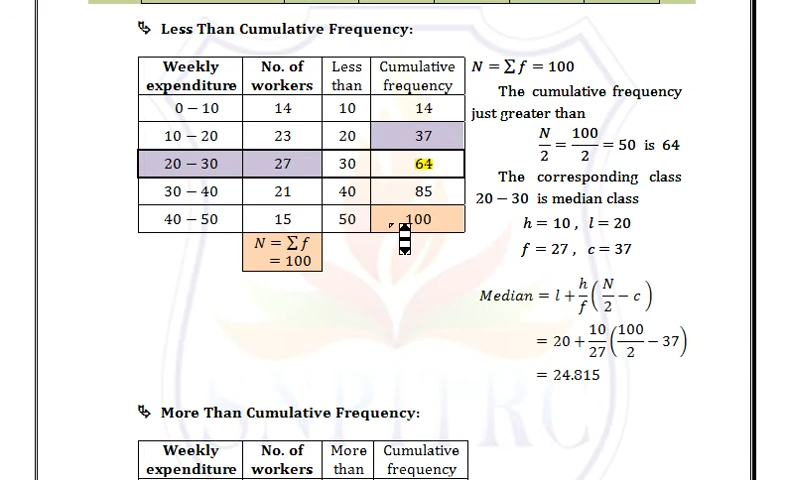 Less Than Cumulative Frequency:
Weekly expenditure | No. of workers | Less than | Cumulative frequency
0 – 10 | 14 | 10 | 14
10 – 20 | 23 | 20 | 37
20 – 30 | 27 | 30 | 64
30 – 40 | 21 | 40 | 85
40 – 50 | 15 | 50 | 100
N = ∑ f
= 100
N = ∑ f = 100
The cumulative frequency
just greater than
N/2 = 100/2 = 50 is 64
The corresponding class
20 – 30 is median class
h = 10 , l = 20
f = 27 , c = 37
Median = l + h/f (N/2 – c)
= 20 + 10/27 (100/2 – 37)
= 24.815
SNPITRC
More Than Cumulative Frequency:
Weekly expenditure | No. of workers | More than | Cumulative frequency